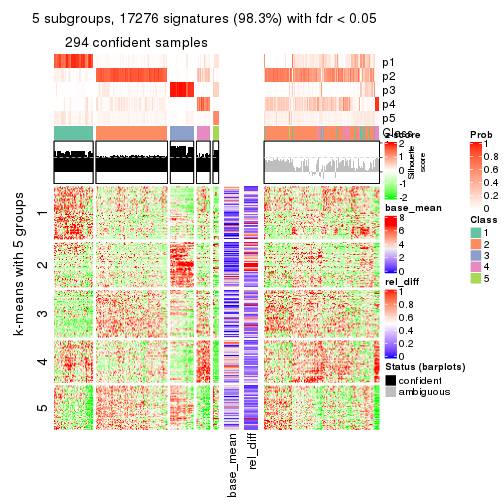 5 subgroups, 17276 signatures (98.3%) with fdr < 0.05
294 confident samples
p1
p2
p3
p4
p5
Class
Silhouette
score
k-means with 5 groups
1
2
3
4
5
base_mean
rel_diff
z-score
2
1
0
-1
-2
base_mean
8
6
4
2
0
rel_diff
1
0.8
0.6
0.4
0.2
0
Status (barplots)
confident
ambiguous
Prob
1
0.8
0.6
0.4
0.2
0
Class
1
2
3
4
5